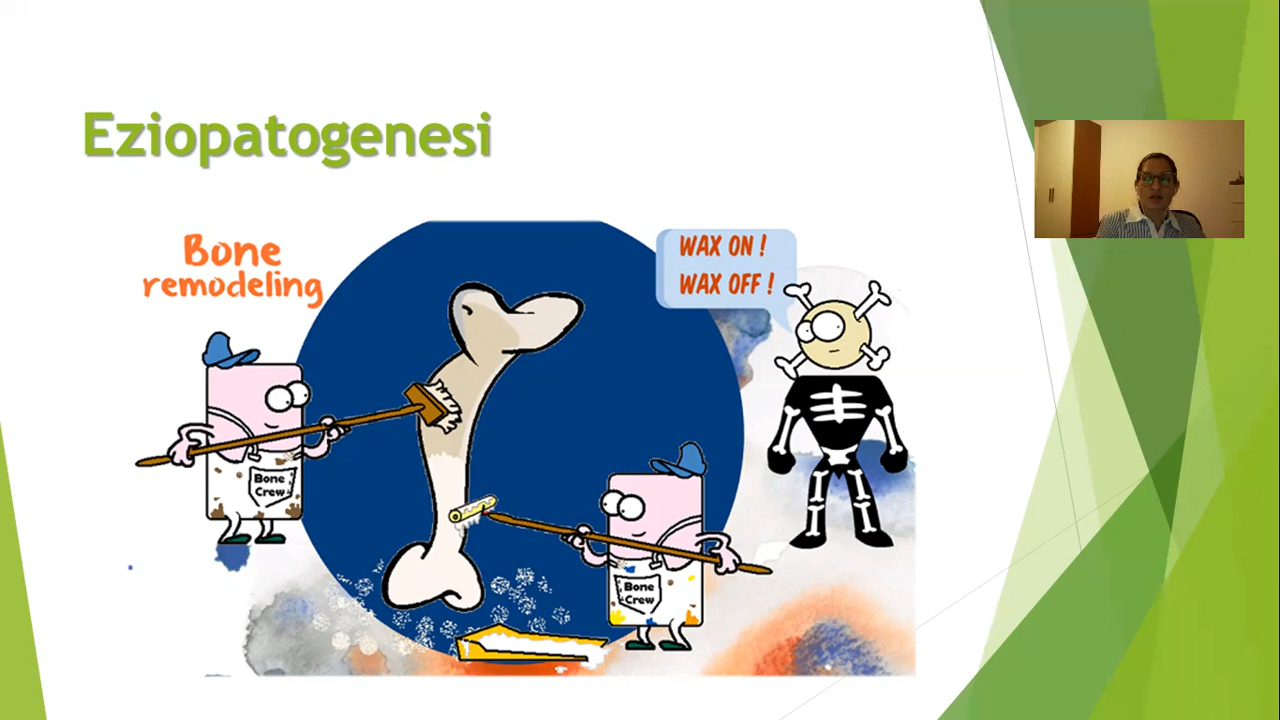 Eziopatogenesi
Bone
remodeling
WAX ON !
WAX OFF !
Bone
Crew
Bone
Crew